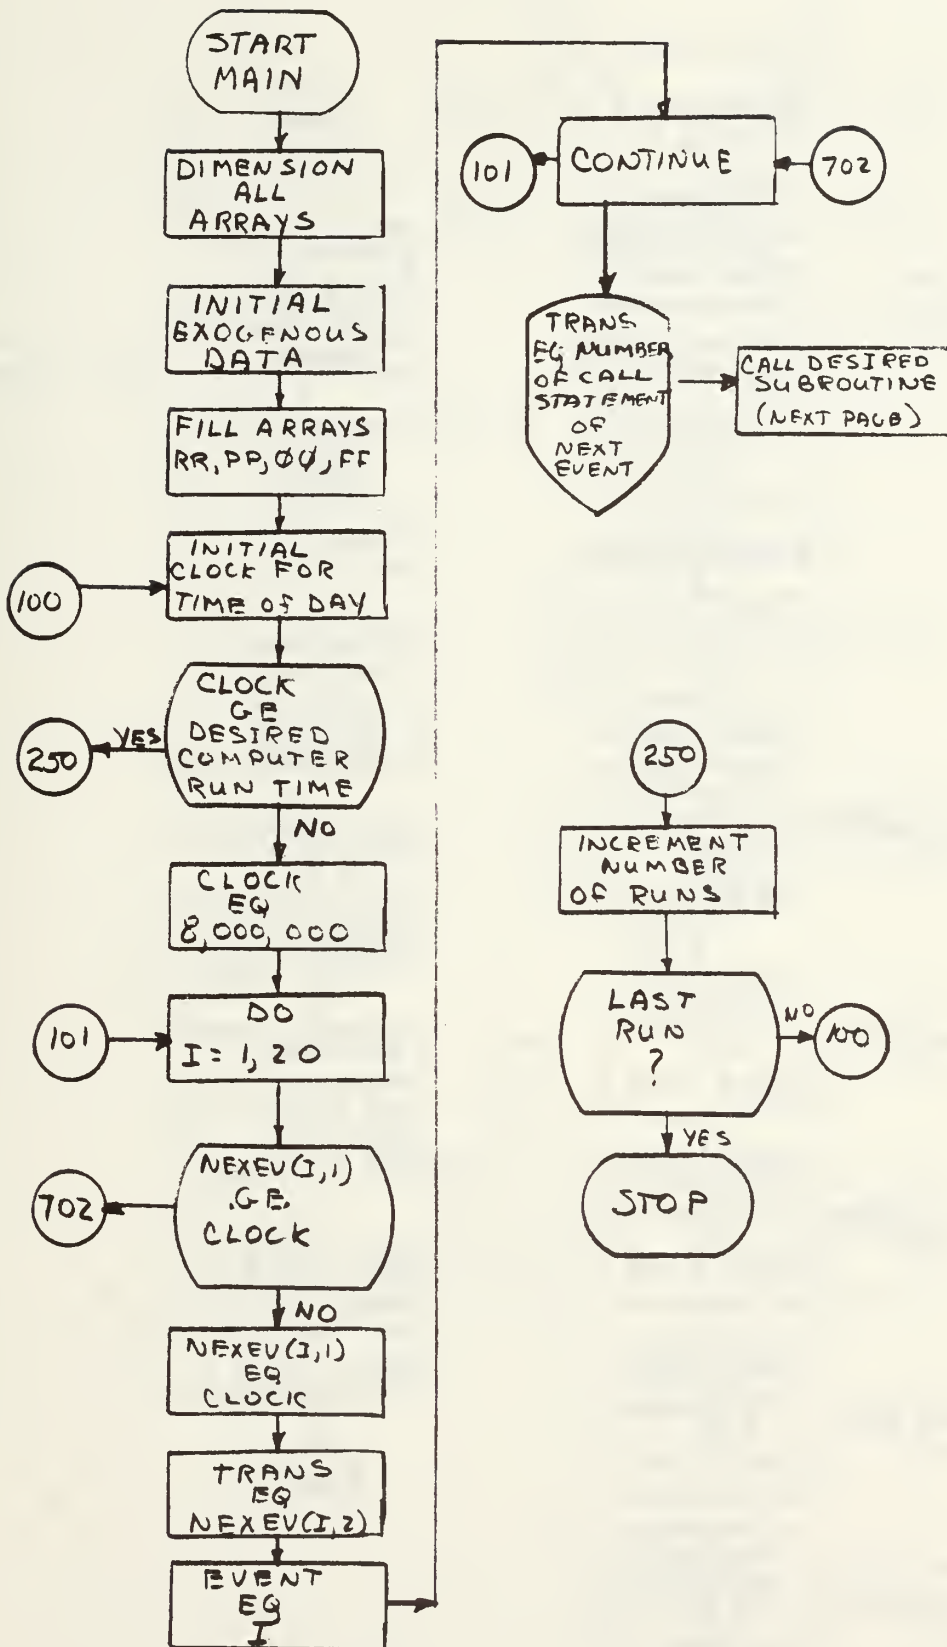 START
MAIN
DIMENSION
ALL
ARRAYS
INITIAL
EXOGENOUS
DATA
FILL ARRAYS
RR, PP, ØØ, FF
INITIAL
CLOCK FOR
TIME OF DAY
100
CLOCK
GE
DESIRED
COMPUTER
RUN TIME
YES
250
NO
CLOCK
EQ
8,000,000
101
DO
I = 1, 20
NEXEV(I,1)
.GE.
CLOCK
702
NO
NEXEV(I,1)
EQ
CLOCK
TRANS
EQ
NEXEV(I,2)
EVENT
EQ
I
101
CONTINUE
702
TRANS
EQ NUMBER
OF CALL
STATEMENT
OF
NEXT
EVENT
CALL DESIRED
SUBROUTINE
(NEXT PAGE)
250
INCREMENT
NUMBER
OF RUNS
LAST
RUN
?
NO
100
YES
STOP